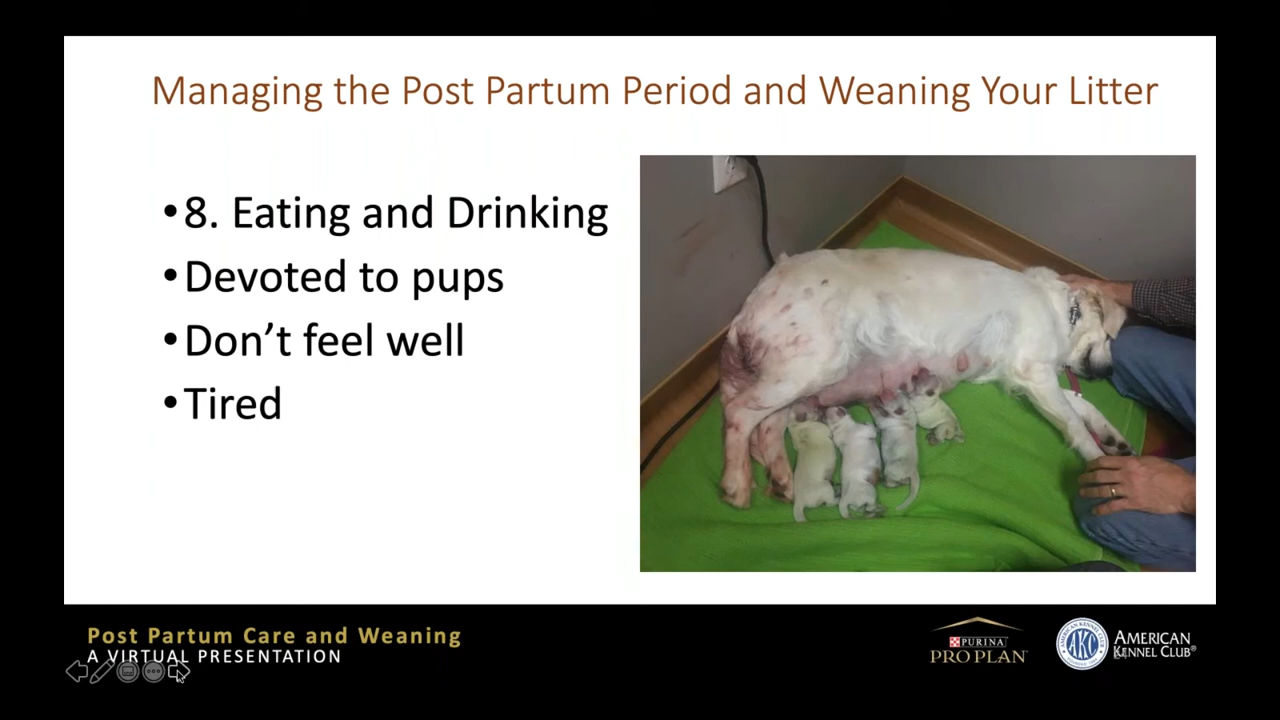 Managing the Post Partum Period and Weaning Your Litter
•8. Eating and Drinking
•Devoted to pups
•Don’t feel well
•Tired
Post Partum Care and Weaning
A VIRTUAL PRESENTATION
PURINA
PRO PLAN
AKC
AMERICAN
KENNEL CLUB®